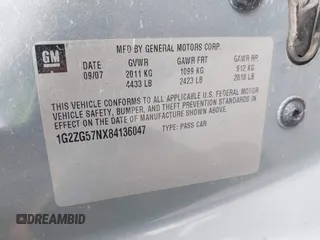 GM
MFD BY GENERAL MOTORS CORP.
DATE GVWR GAWR FRT GAWR RR
09/07 2011 KG 1099 KG 912 KG
4433 LB 2423 LB 2010 LB
THIS VEHICLE CONFORMS TO ALL APPLICABLE U.S. FEDERAL MOTOR
VEHICLE SAFETY, BUMPER, AND THEFT PREVENTION STANDARDS
IN EFFECT ON THE DATE OF MANUFACTURE SHOWN ABOVE.
1G2ZG57NX84136047 TYPE: PASS CAR
DREAMBID